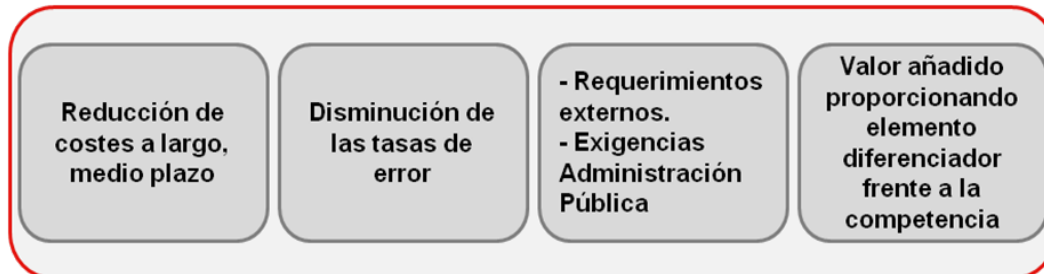 Reducción de
costes a largo,
medio plazo
Disminución de
las tasas de
error
- Requerimientos
externos.
- Exigencias
Administración
Pública
Valor añadido
proporcionando
elemento
diferenciador
frente a la
competencia